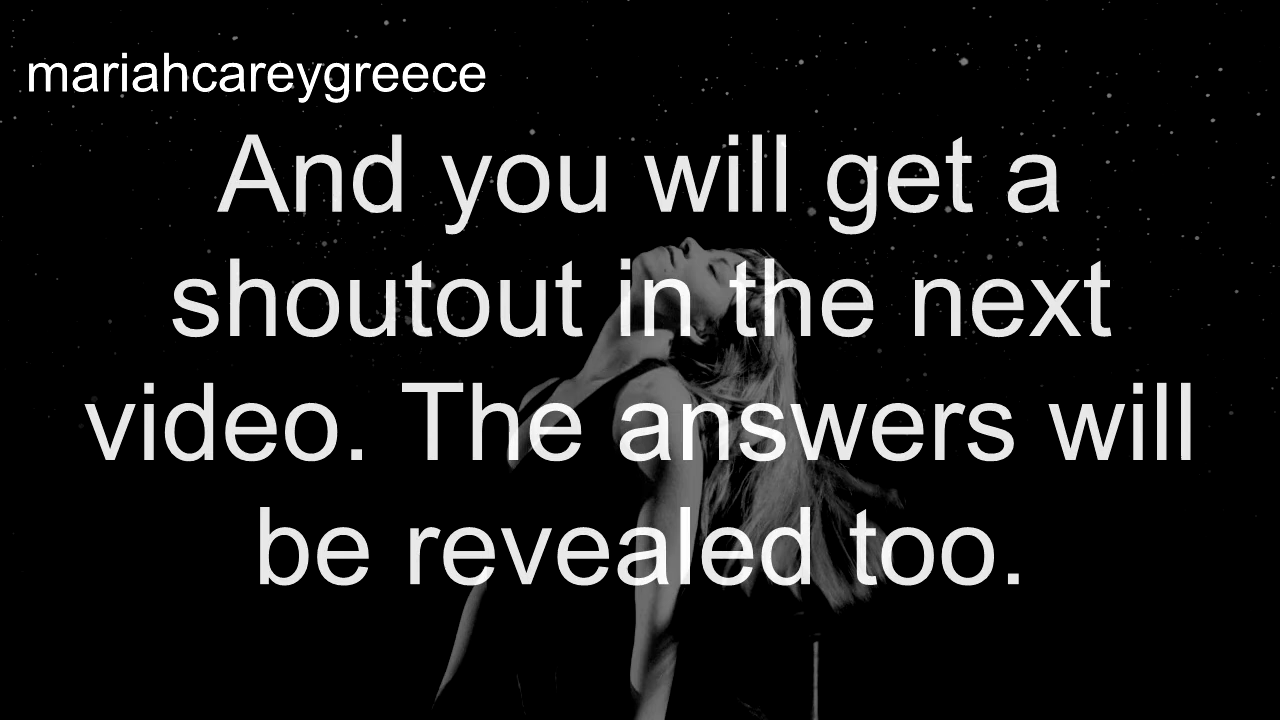 mariahcareygreece
And you will get a
shoutout in the next
video. The answers will
be revealed too.